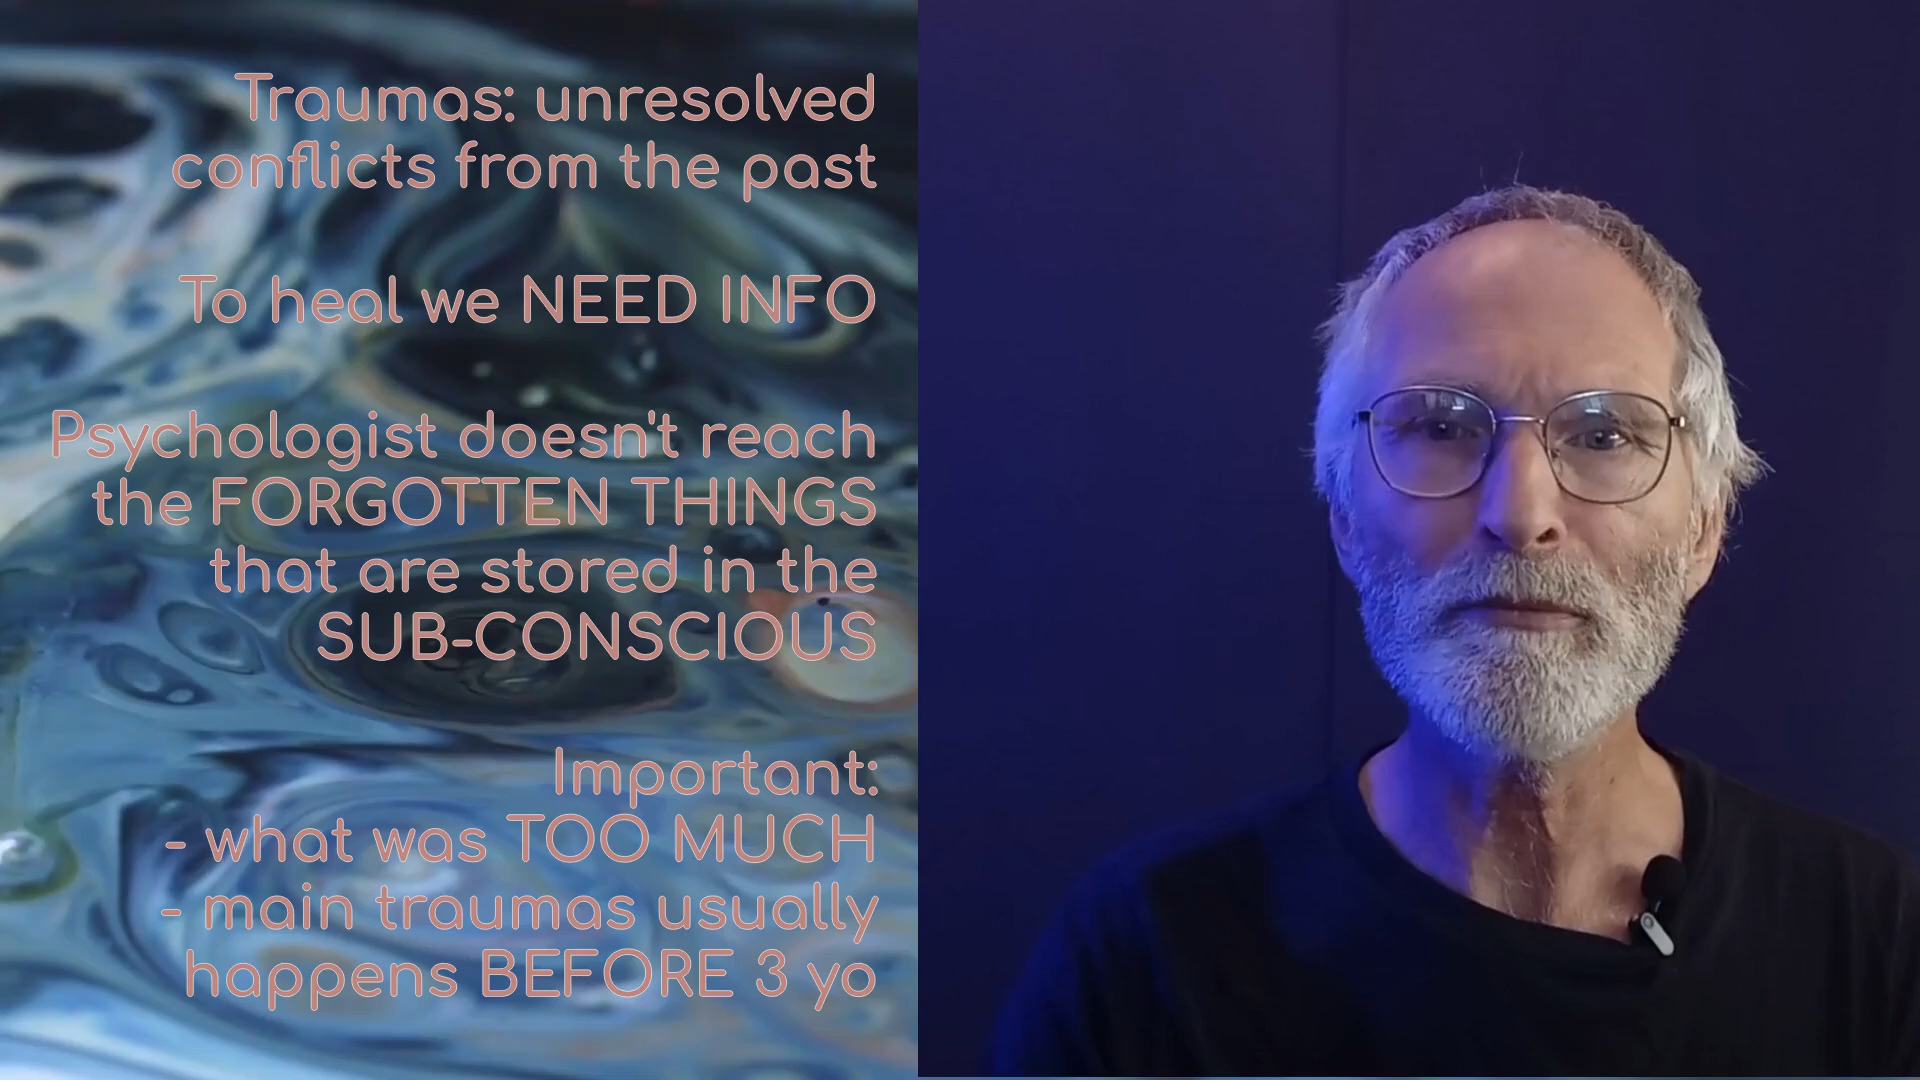 Traumas: unresolved
conflicts from the past
To heal we NEED INFO
Psychologist doesn't reach
the FORGOTTEN THINGS
that are stored in the
SUB-CONSCIOUS
Important:
- what was TOO MUCH
- main traumas usually
happens BEFORE 3 yo